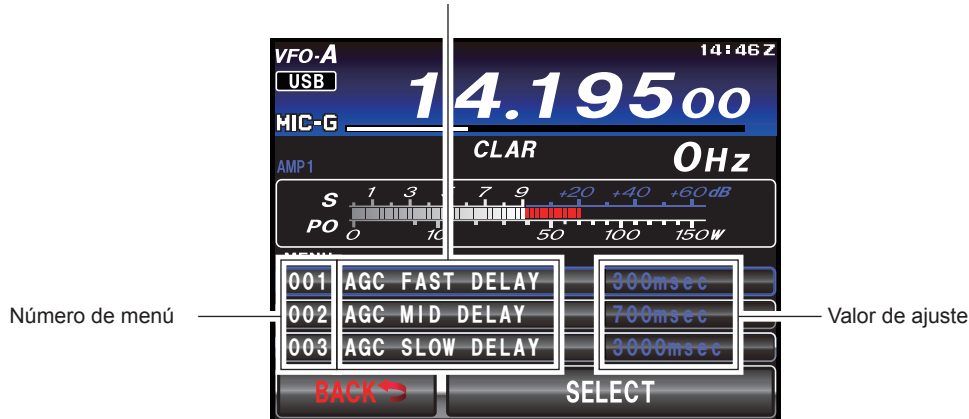 VFO-A
14:46Z
USB
14.19500
MIC-G
CLAR
0Hz
AMP1
S 1 3 5 7 9 +20 +40 +60dB
PO 0 10 50 100 150W
MENU
001 AGC FAST DELAY 300msec
Número de menú
002 AGC MID DELAY 700msec
Valor de ajuste
003 AGC SLOW DELAY 3000msec
BACK
SELECT